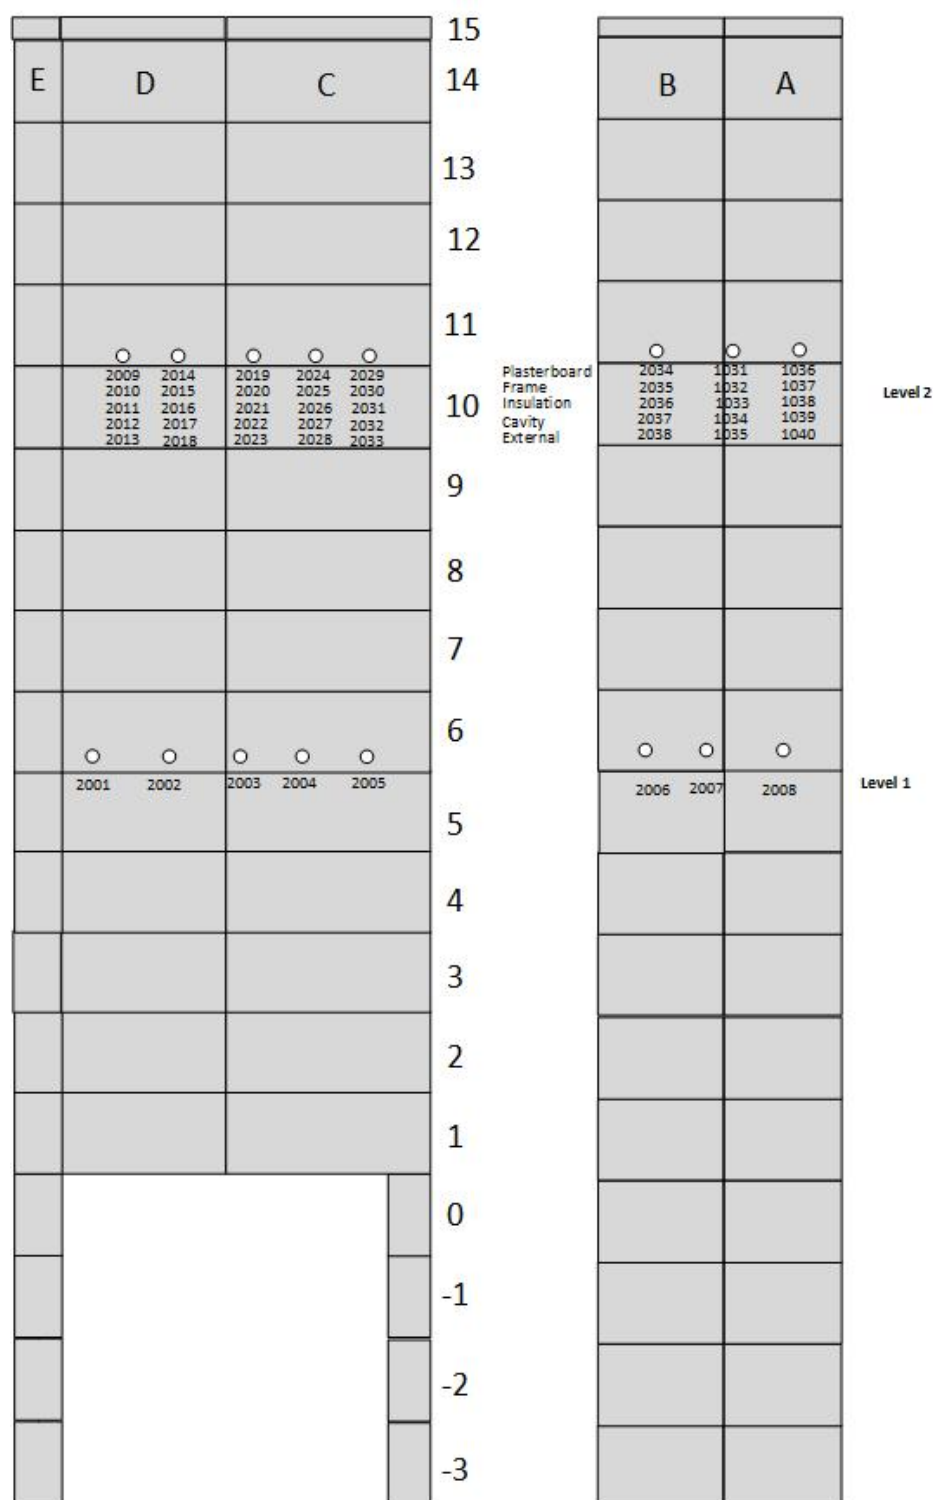 15
E D C 14 B A
13
12
11
2009 2014 2019 2024 2029 Plasterboard 2034 1031 1036
2010 2015 2020 2025 2030 Frame 2035 1032 1037
2011 2016 2021 2026 2031 10 Insulation 2036 1033 1038 Level 2
2012 2017 2022 2027 2032 Cavity 2037 1034 1039
2013 2018 2023 2028 2033 External 2038 1035 1040
9
8
7
6
2001 2002 2003 2004 2005 2006 2007 2008 Level 1
5
4
3
2
1
0
-1
-2
-3